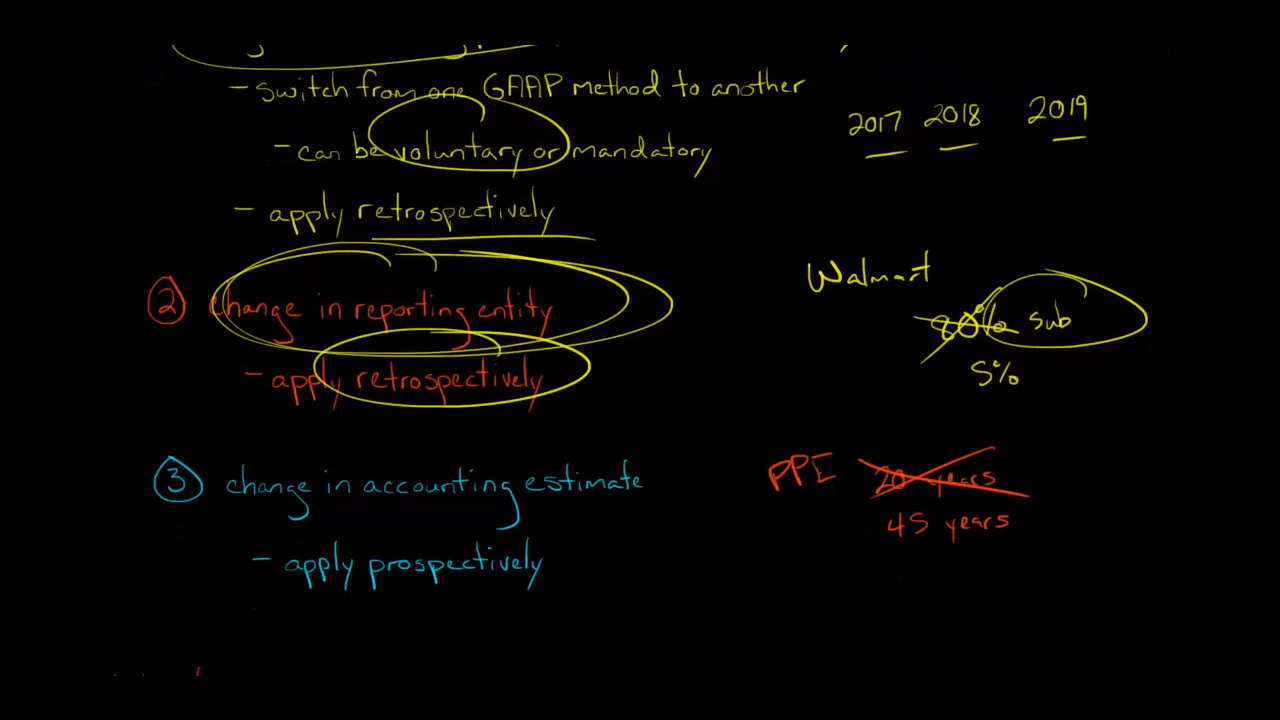 - switch from one GAAP method to another
- can be voluntary or mandatory
- apply retrospectively
2017 2018 2019
② change in reporting entity
- apply retrospectively
Walmart
80% sub
5%
③ change in accounting estimate
- apply prospectively
PPE 20 years
45 years